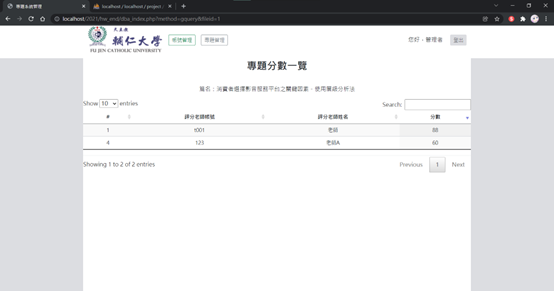 專題系統管理
localhost / localhost / project /
localhost/2021/hw_end/dba_index.php?method=gquery&fileid=1
天主教
輔仁大學
FU JEN CATHOLIC UNIVERSITY
帳號管理
專題管理
您好 - 管理者
登出
專題分數一覽
篇名：消費者選擇影音服務平台之關鍵因素 - 使用層級分析法
Show 10 entries
Search:
# 評分老師帳號 評分老師姓名 分數
1 t001 老師 88
4 123 老師A 60
Showing 1 to 2 of 2 entries
Previous 1 Next